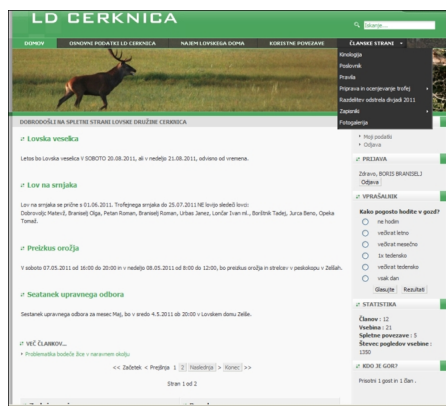 LD CERKNICA
Iskanje...
DOMOV
OSNOVNE PODATKI LD CERKNICA
NAJEM LOVSKEGA DOMA
KORISTNE POVEZAVE
ČLANSKE STRANI
Kinologija
Poslovnik
Pravila
Priprava in ocenjevanje trofej
Razdelitev odstrela divjadi 2011
Zapisniki
Fotogalerija
DOBRODOŠLI NA SPLETNI STRANI LOVSKE DRUŽINE CERKNICA
Lovska veselica
Letos bo Lovska veselica V SOBOTO 20.08.2011, ali v nedeljo 21.08.2011, odvisno od vremena.
Lov na srnjaka
Lov na srnjaka se prične s 01.06.2011. Trofejnega srnjaka do 25.07.2011 NE lovijo sledeči lovci:
Dobrovoljc Matevž, Braniselj Olga, Petan Roman, Braniselj Roman, Urbas Janez, Lončar Ivan ml., Borštnik Tadej, Jurca Beno, Opeka
Tomaž.
Preizkus orožja
V soboto 07.05.2011 od 16:00 do 20:00 in v nedeljo 08.05.2011 od 8:00 do 12:00, bo preizkus orožja in strelcav v peskokopu v Zelšah.
Seatanek upravnega odbora
Seatanek upravnega odbora za mesec Maj, bo v sredo 4.5.2011 ob 20:00 v Lovskem domu Zelše.
VEČ ČLANKOV...
Problematika bodeče žice v naravnem okolju
<< Začetek < Prejšnja 1 2 Naslednja > Konec >>
Stran 1 od 2
Moji podatki
Odjava
PRIJAVA
Zdravo, BORIS BRANISELJ
Odjava
VPRAŠALNIK
Kako pogosto hodite v gozd?
ne hodim
večkrat letno
večkrat mesečno
1x tedensko
večkrat tedensko
vsak dan
Glasujte Rezultati
STATISTIKA
Članov : 12
Vsebina : 21
Spletne povezave : 5
Števec pogledov vsebine :
1350
KDO JE GOR?
Prisotni 1 gost in 1 član .